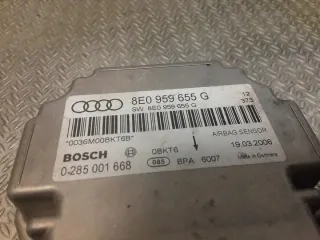 8E0 959 655 G
SW: 8E0 959 655 G
12
373
*0036M00BKT6B*
AIRBAG SENSOR
BOSCH
0BKT6
19.03.2006
0 285 001 668
085
BPA 6007
Made in Germany